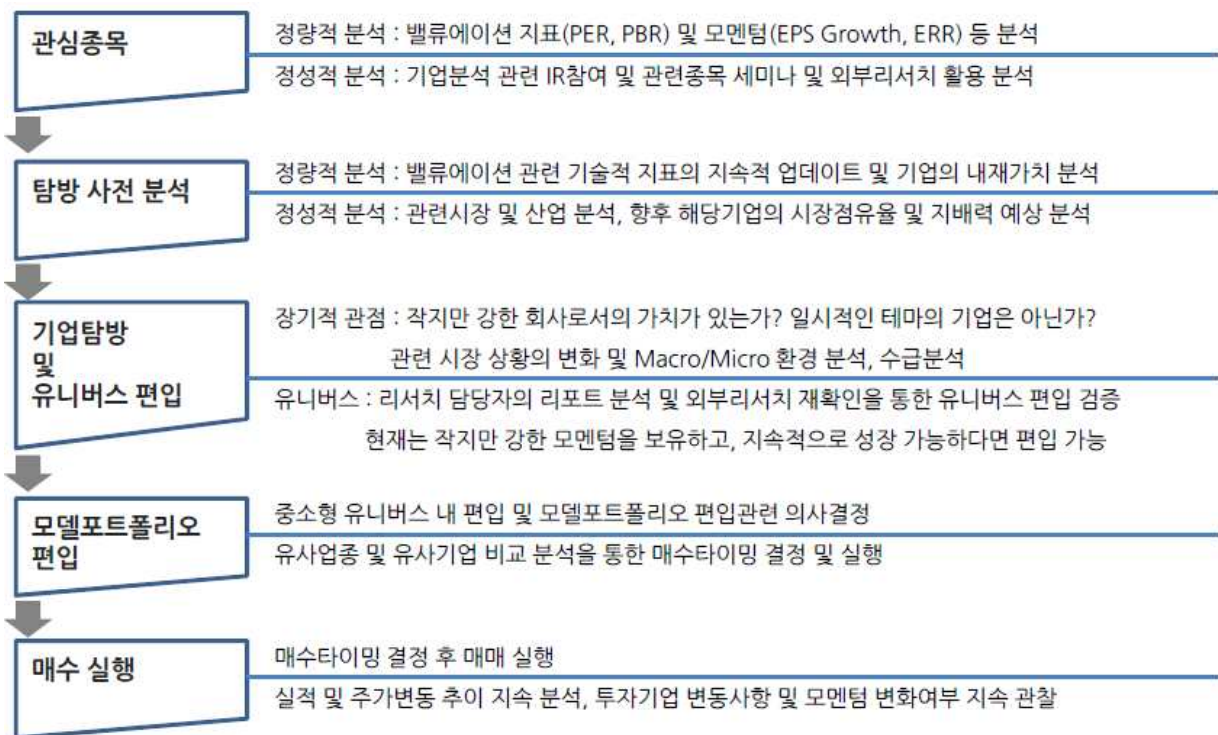 관심종목
정량적 분석 : 밸류에이션 지표(PER, PBR) 및 모멘텀(EPS Growth, ERR) 등 분석
정성적 분석 : 기업분석 관련 IR참여 및 관련종목 세미나 및 외부리서치 활용 분석
탐방 사전 분석
정량적 분석 : 밸류에이션 관련 기술적 지표의 지속적 업데이트 및 기업의 내재가치 분석
정성적 분석 : 관련시장 및 산업 분석, 향후 해당기업의 시장점유율 및 지배력 예상 분석
기업탐방
및
유니버스 편입
장기적 관점 : 작지만 강한 회사로서의 가치가 있는가? 일시적인 테마의 기업은 아닌가?
관련 시장 상황의 변화 및 Macro/Micro 환경 분석, 수급분석
유니버스 : 리서치 담당자의 리포트 분석 및 외부리서치 재확인을 통한 유니버스 편입 검증
현재는 작지만 강한 모멘텀을 보유하고, 지속적으로 성장 가능하다면 편입 가능
모델포트폴리오
편입
중소형 유니버스 내 편입 및 모델포트폴리오 편입관련 의사결정
유사업종 및 유사기업 비교 분석을 통한 매수타이밍 결정 및 실행
매수 실행
매수타이밍 결정 후 매매 실행
실적 및 주가변동 추이 지속 분석, 투자기업 변동사항 및 모멘텀 변화여부 지속 관찰